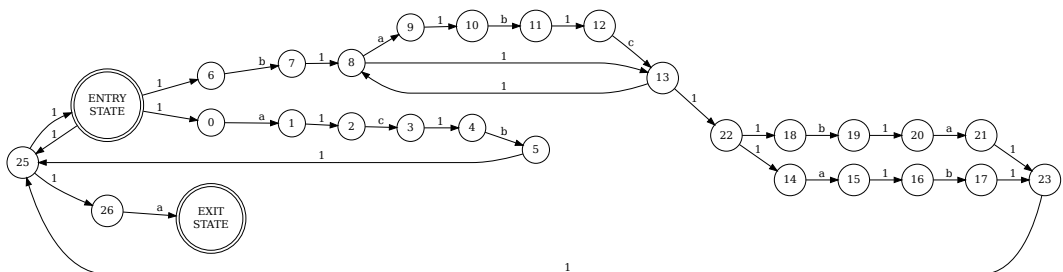 a 9 1 10 b 11 1 12
c
1 6 b 7 1 8 1 13
1
ENTRY
STATE
1
1 1
1 0 a 1 1 2 c 3 1 4 b 5
22 1 18 b 19 1 20 a 21
1 1
25 1
14 a 15 1 16 b 17 1 23
1
26 a EXIT
STATE
1